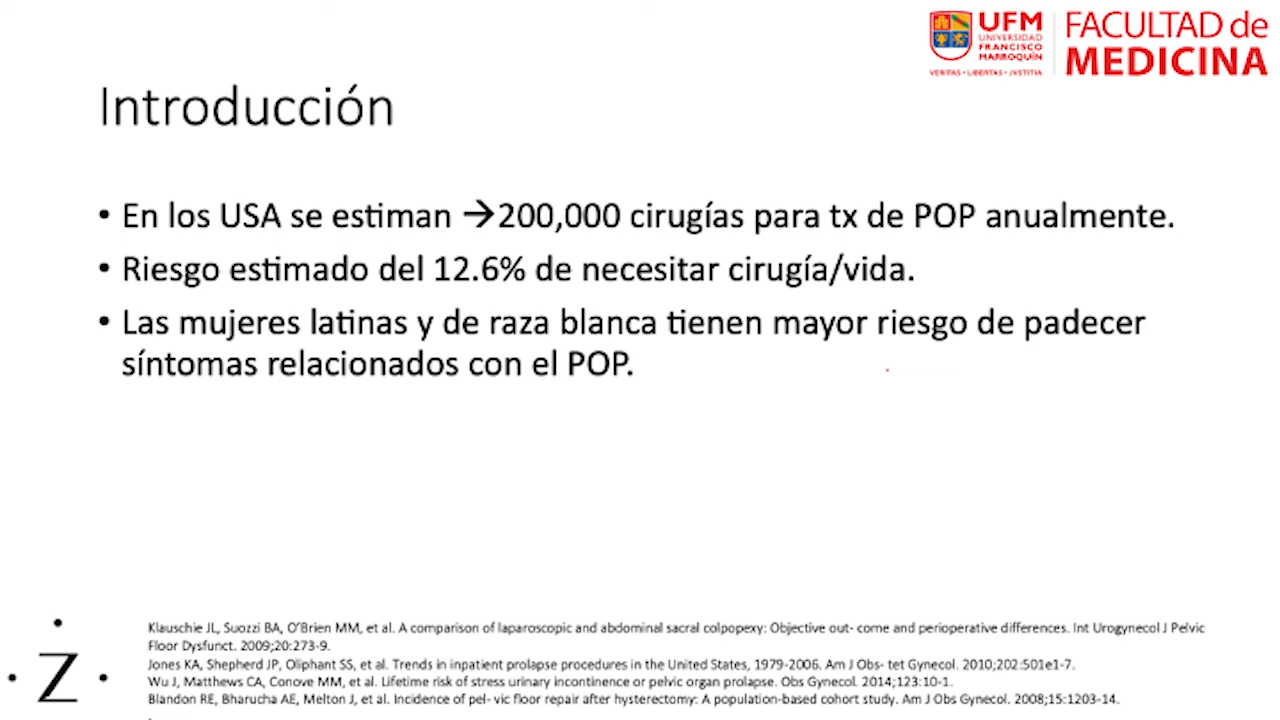 UFM
UNIVERSIDAD
FRANCISCO
MARROQUÍN
VERITAS • LIBERTAS • JVSTITIA
FACULTAD de
MEDICINA
Introducción
• En los USA se estiman →200,000 cirugías para tx de POP anualmente.
• Riesgo estimado del 12.6% de necesitar cirugía/vida.
• Las mujeres latinas y de raza blanca tienen mayor riesgo de padecer
síntomas relacionados con el POP.
Klauschie JL, Suozzi BA, O’Brien MM, et al. A comparison of laparoscopic and abdominal sacral colpopexy: Objective out- come and perioperative differences. Int Urogynecol J Pelvic
Floor Dysfunct. 2009;20:273-9.
Jones KA, Shepherd JP, Oliphant SS, et al. Trends in inpatient prolapse procedures in the United States, 1979-2006. Am J Obs- tet Gynecol. 2010;202:501e1-7.
Wu J, Matthews CA, Conove MM, et al. Lifetime risk of stress urinary incontinence or pelvic organ prolapse. Obs Gynecol. 2014;123:10-1.
Blandon RE, Bharucha AE, Melton J, et al. Incidence of pel- vic floor repair after hysterectomy: A population-based cohort study. Am J Obs Gynecol. 2008;15:1203-14.
.
Z